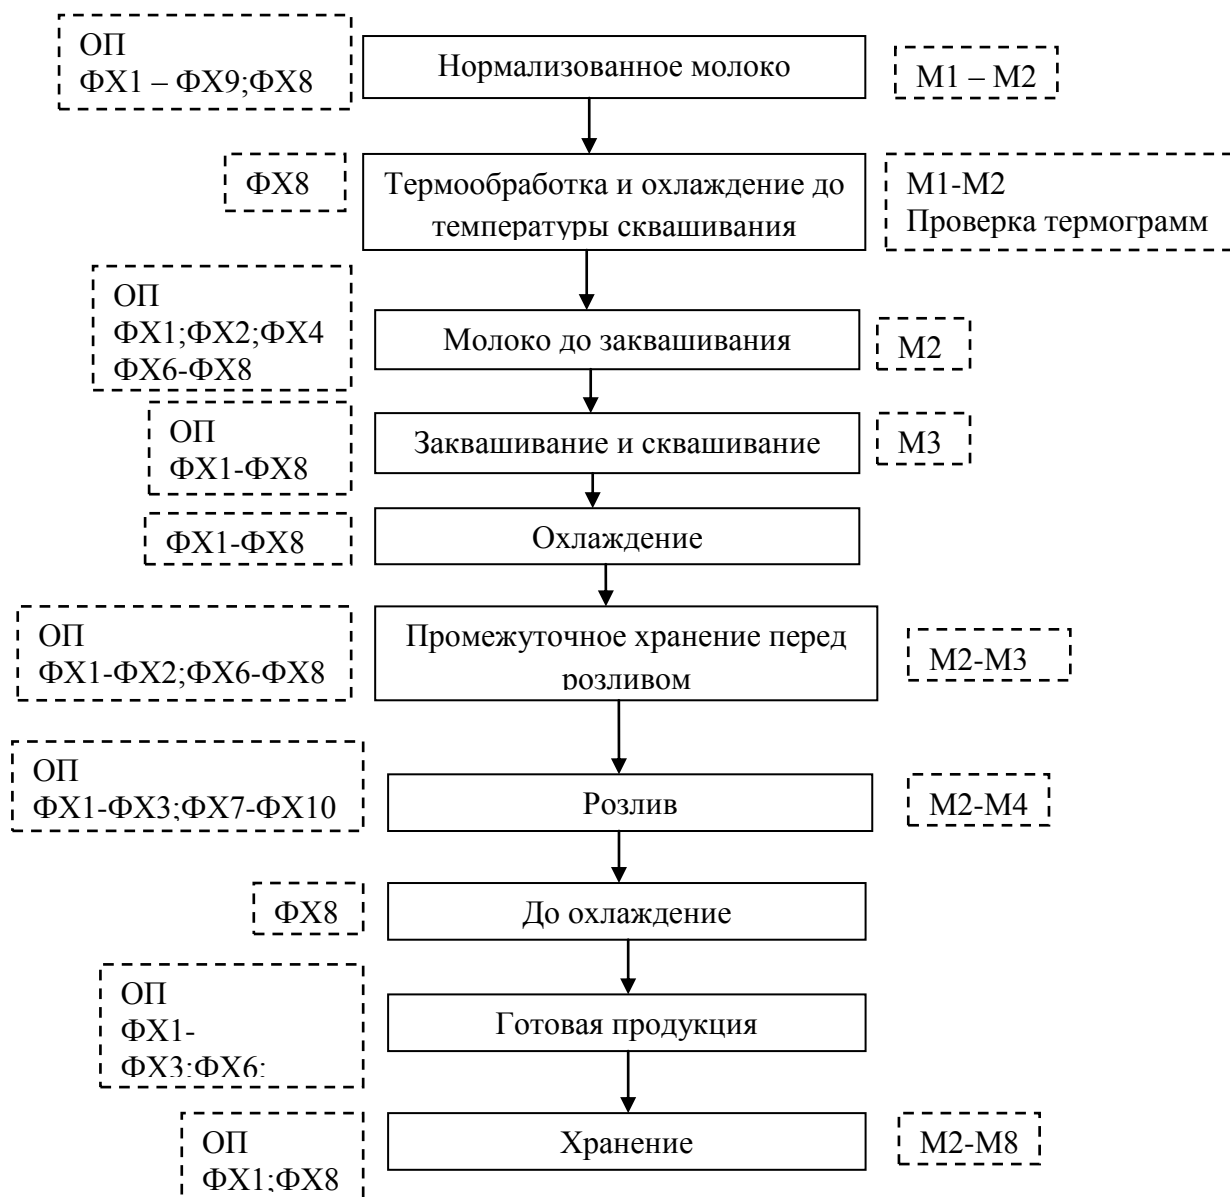 ОП
ФХ1 – ФХ9;ФХ8
Нормализованное молоко
М1 – М2
ФХ8
Термообработка и охлаждение до
температуры сквашивания
М1-М2
Проверка термограмм
ОП
ФХ1;ФХ2;ФХ4
ФХ6-ФХ8
Молоко до заквашивания
М2
ОП
ФХ1-ФХ8
Заквашивание и сквашивание
М3
ФХ1-ФХ8
Охлаждение
ОП
ФХ1-ФХ2;ФХ6-ФХ8
Промежуточное хранение перед
розливом
М2-М3
ОП
ФХ1-ФХ3;ФХ7-ФХ10
Розлив
М2-М4
ФХ8
До охлаждение
ОП
ФХ1-
ФХ3;ФХ6;
Готовая продукция
ОП
ФХ1;ФХ8
Хранение
М2-М8